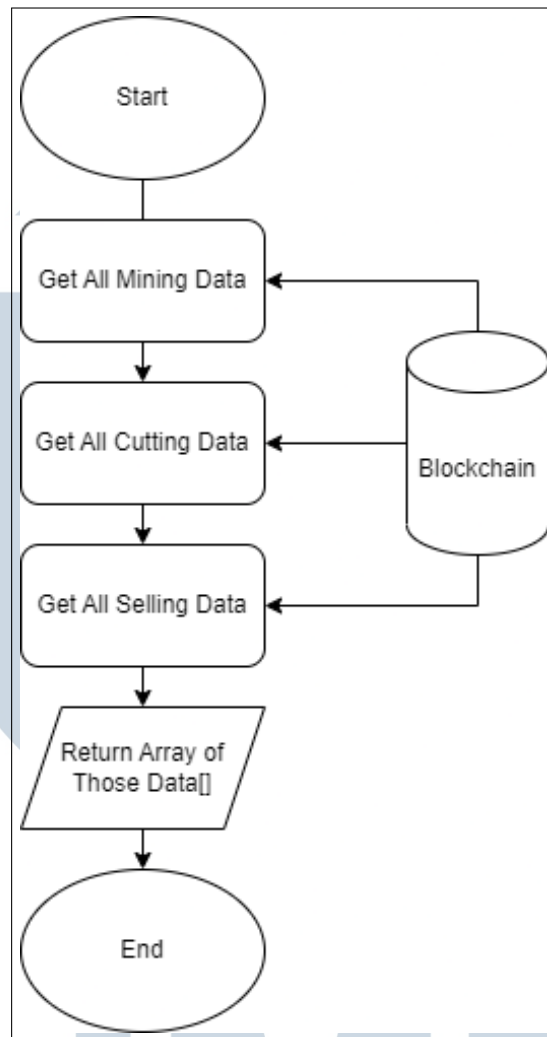 Start
Get All Mining Data
Get All Cutting Data
Blockchain
Get All Selling Data
Return Array of
Those Data[]
End